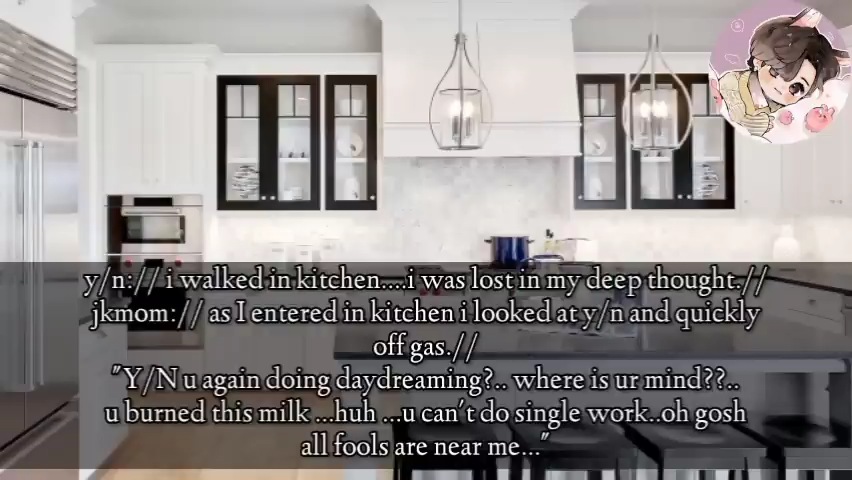 y/n:// i walked in kitchen....i was lost in my deep thought.//
jkmom:// as I entered in kitchen i looked at y/n and quickly
off gas.//
"Y/N u again doing daydreaming?.. where is ur mind??..
u burned this milk ...huh ...u can't do single work..oh gosh
all fools are near me..."